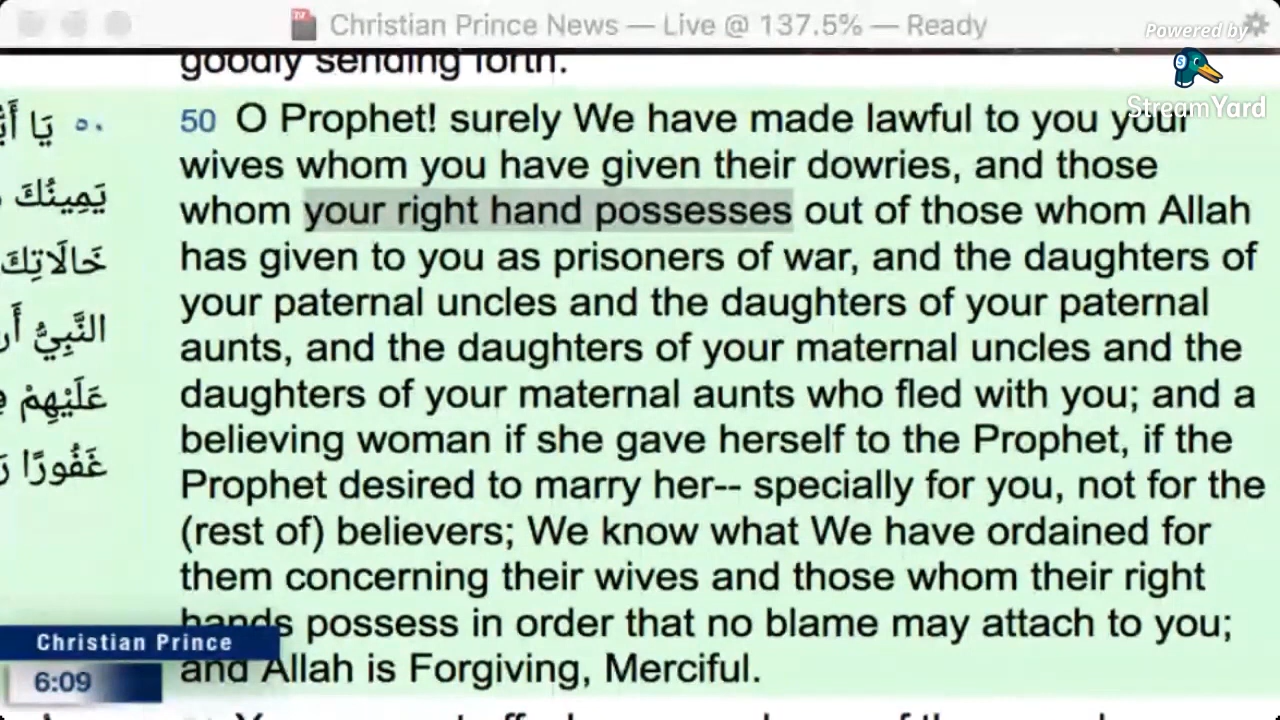 Christian Prince News — Live @ 137.5% — Ready
Powered by
StreamYard
goodly sending forth.
50 O Prophet! surely We have made lawful to you your
wives whom you have given their dowries, and those
whom your right hand possesses out of those whom Allah
has given to you as prisoners of war, and the daughters of
your paternal uncles and the daughters of your paternal
aunts, and the daughters of your maternal uncles and the
daughters of your maternal aunts who fled with you; and a
believing woman if she gave herself to the Prophet, if the
Prophet desired to marry her-- specially for you, not for the
(rest of) believers; We know what We have ordained for
them concerning their wives and those whom their right
hands possess in order that no blame may attach to you;
and Allah is Forgiving, Merciful.
٥٠ يَا
يَمِينُكَ
خَالَاتِكَ
النَّبِيُّ
عَلَيْهِمْ
غَفُورًا
Christian Prince
6:09